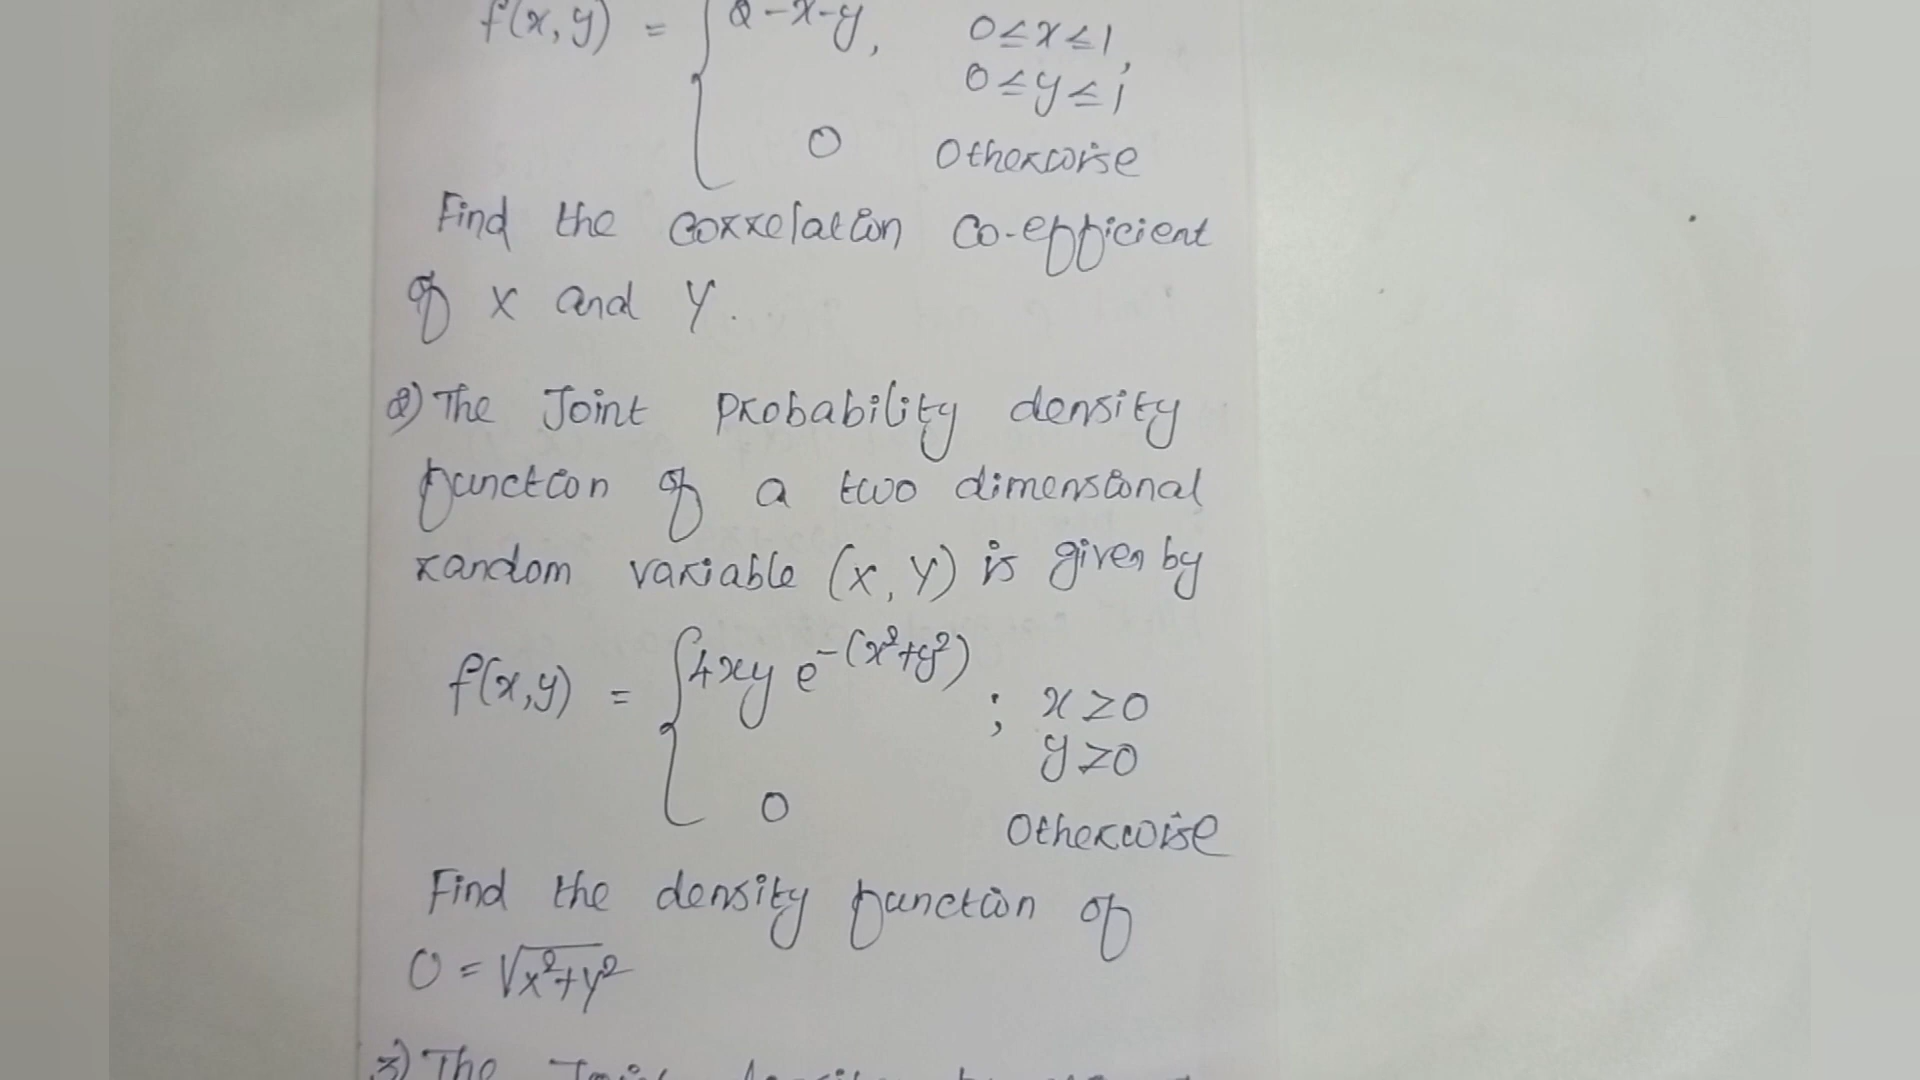 f(x, y) = { 2-x-y, 0≤x≤1,
0≤y≤1
0 Otherwise
Find the correlation Co-efficient
of X and Y.
2) The Joint probability density
function of a two dimensional
random variable (X, Y) is given by
f(x,y) = { 4xy e^-(x²+y²) ; x≥0
y≥0
0 Otherwise
Find the density function of
U = √x²+y²
3) The Joint density